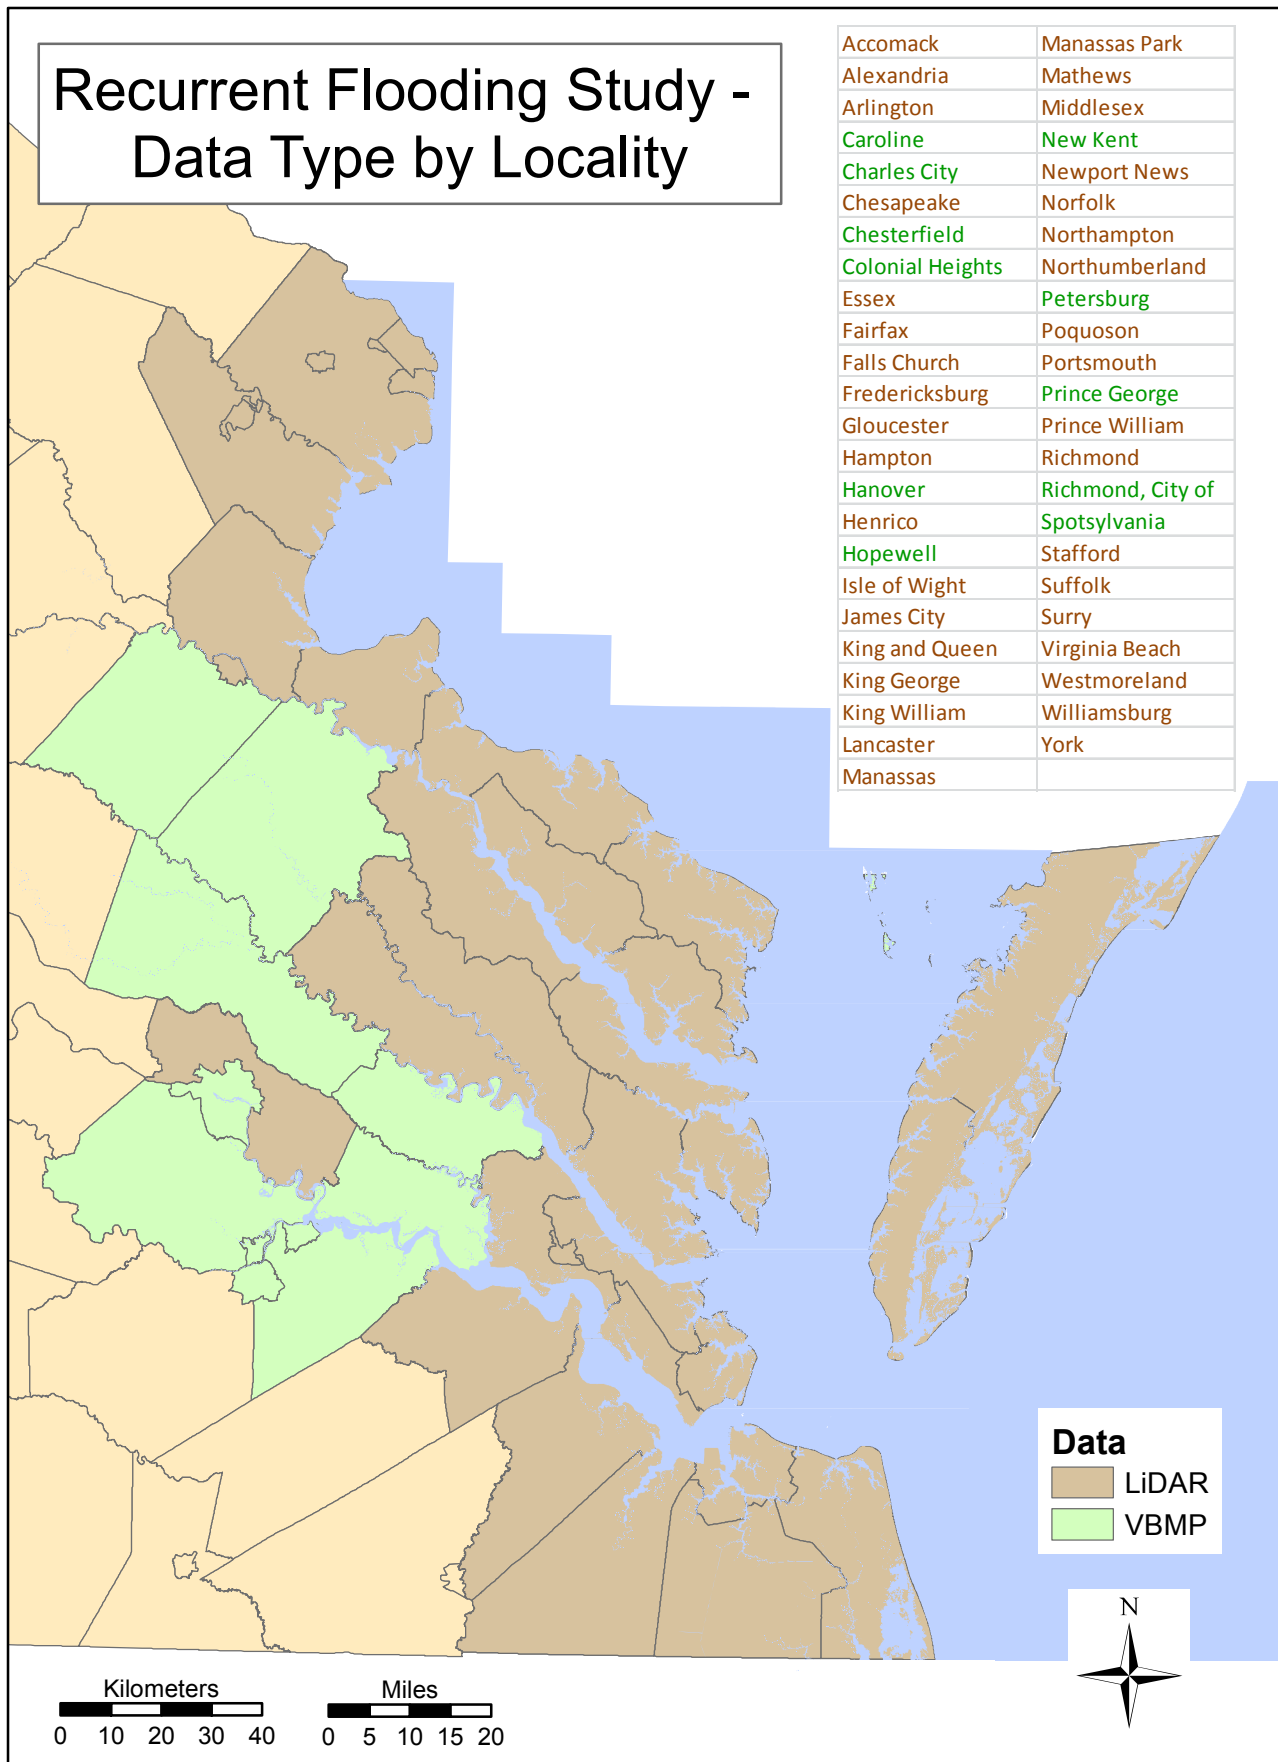 Recurrent Flooding Study -
Data Type by Locality
Accomack Manassas Park
Alexandria Mathews
Arlington Middlesex
Caroline New Kent
Charles City Newport News
Chesapeake Norfolk
Chesterfield Northampton
Colonial Heights Northumberland
Essex Petersburg
Fairfax Poquoson
Falls Church Portsmouth
Fredericksburg Prince George
Gloucester Prince William
Hampton Richmond
Hanover Richmond, City of
Henrico Spotsylvania
Hopewell Stafford
Isle of Wight Suffolk
James City Surry
King and Queen Virginia Beach
King George Westmoreland
King William Williamsburg
Lancaster York
Manassas
Data
LiDAR
VBMP
N
Kilometers
0 10 20 30 40
Miles
0 5 10 15 20